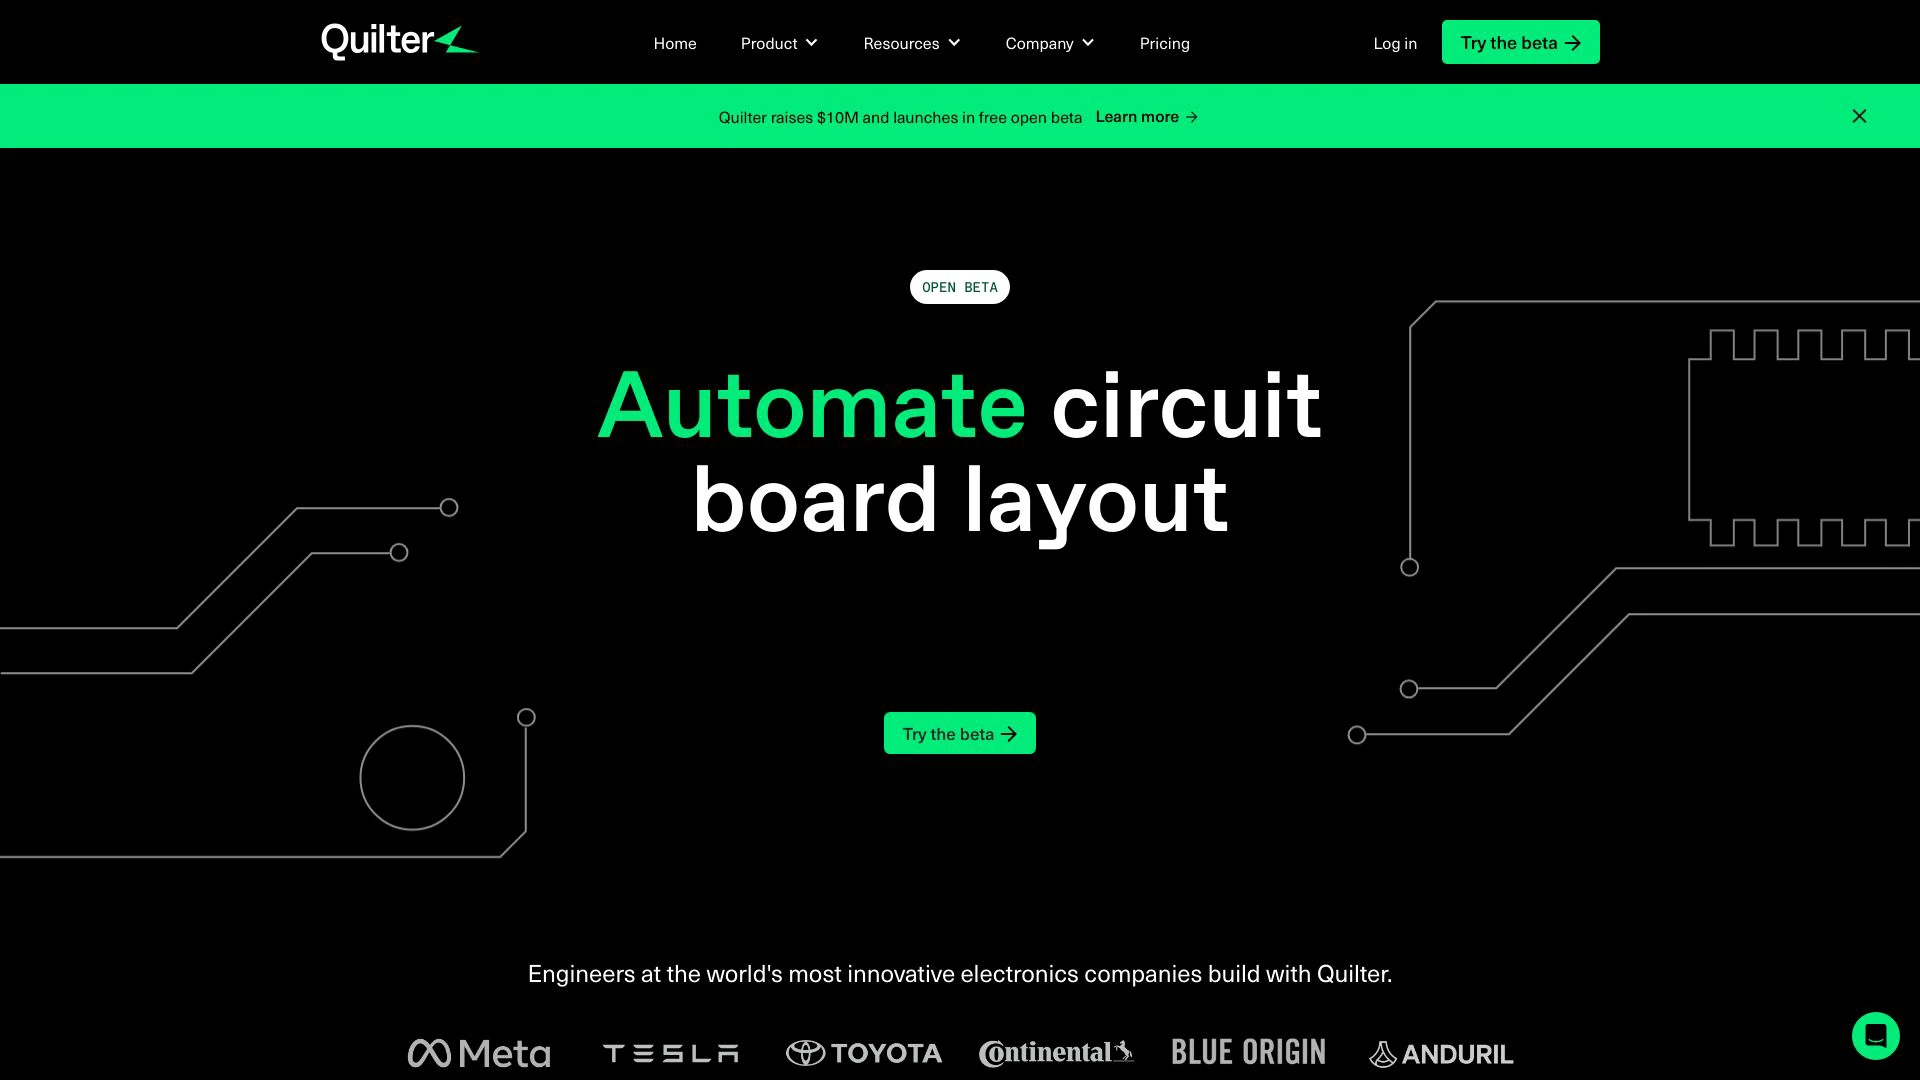 Quilter
Home Product Resources Company Pricing
Log in
Try the beta →
Quilter raises $10M and launches in free open beta Learn more →
OPEN BETA
Automate circuit
board layout
Try the beta →
Engineers at the world's most innovative electronics companies build with Quilter.
Meta TESLA TOYOTA Continental BLUE ORIGIN ANDURIL